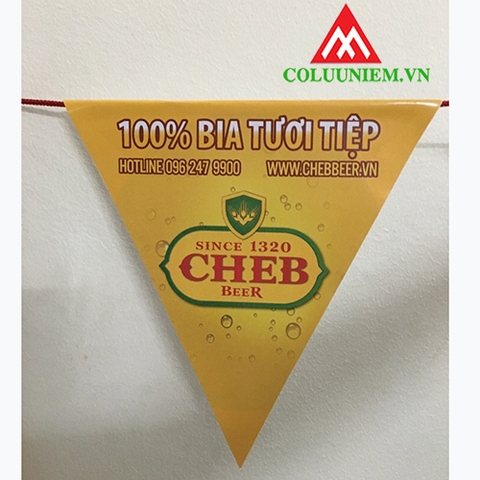 COLUUNIEM.VN
100% BIA TƯƠI TIỆP
HOTLINE 096 247 9900 WWW.CHEBBEER.VN
SINCE 1320
CHEB
BEER